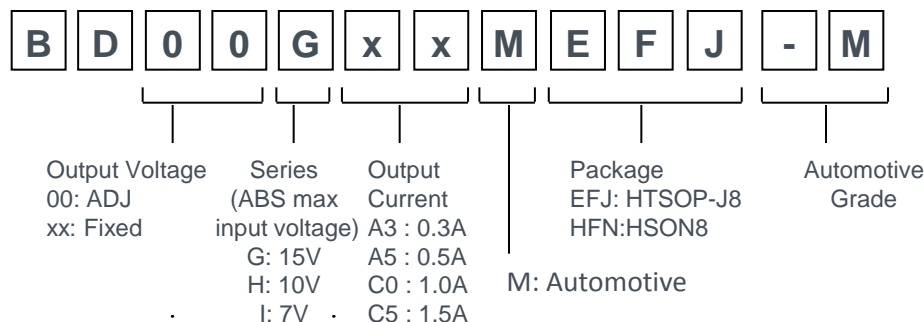 B D 0 0 G x x M E F J - M
Output Voltage
00: ADJ
xx: Fixed
Series
(ABS max
input voltage)
G: 15V
H: 10V
I: 7V
Output
Current
A3 : 0.3A
A5 : 0.5A
C0 : 1.0A
C5 : 1.5A
M: Automotive
Package
EFJ: HTSOP-J8
HFN:HSON8
Automotive
Grade